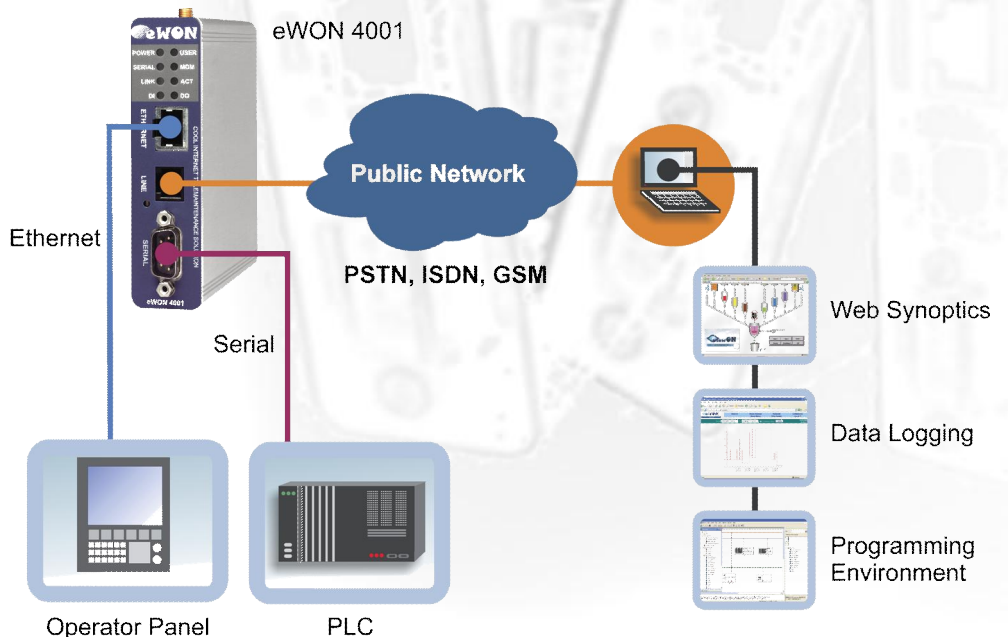 eWON 4001
eWON
POWER USER
SERIAL MDM
LINK ACT
DI DO
ETHERNET
LINE
SERIAL
eWON 4001
Public Network
PSTN, ISDN, GSM
Ethernet
Serial
Web Synoptics
eWON
Data Logging
Programming
Environment
Operator Panel
PLC